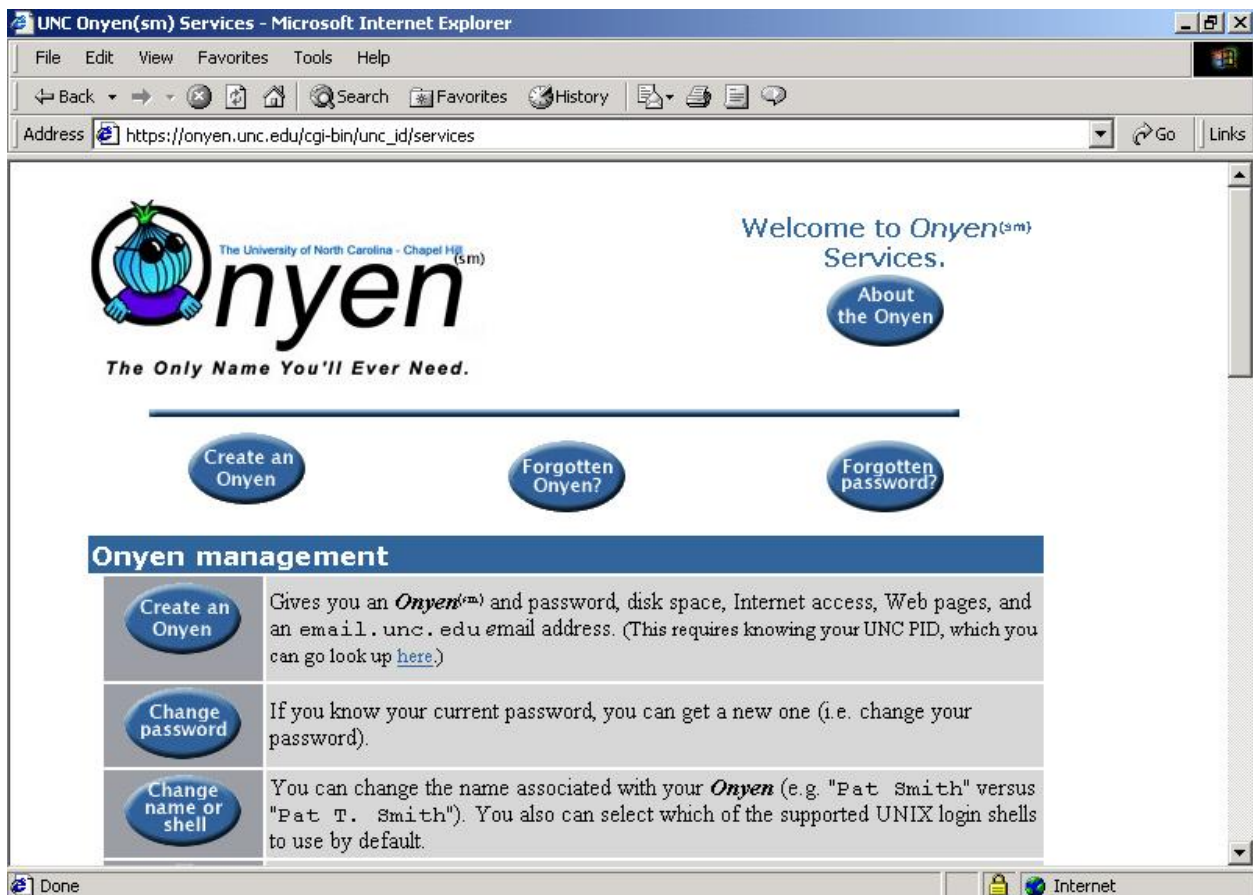 UNC Onyen(sm) Services - Microsoft Internet Explorer
File Edit View Favorites Tools Help
Back Search Favorites History
Address https://onyen.unc.edu/cgi-bin/unc_id/services Go Links
The University of North Carolina - Chapel Hill
Onyen(sm)
The Only Name You'll Ever Need.
Welcome to Onyen(sm)
Services.
About
the Onyen
Create an
Onyen
Forgotten
Onyen?
Forgotten
password?
Onyen management
Create an
Onyen
Gives you an Onyen(sm) and password, disk space, Internet access, Web pages, and
an email.unc.edu email address. (This requires knowing your UNC PID, which you
can go look up here.)
Change
password
If you know your current password, you can get a new one (i.e. change your
password).
Change
name or
shell
You can change the name associated with your Onyen (e.g. "Pat Smith" versus
"Pat T. Smith"). You also can select which of the supported UNIX login shells
to use by default.
Done Internet